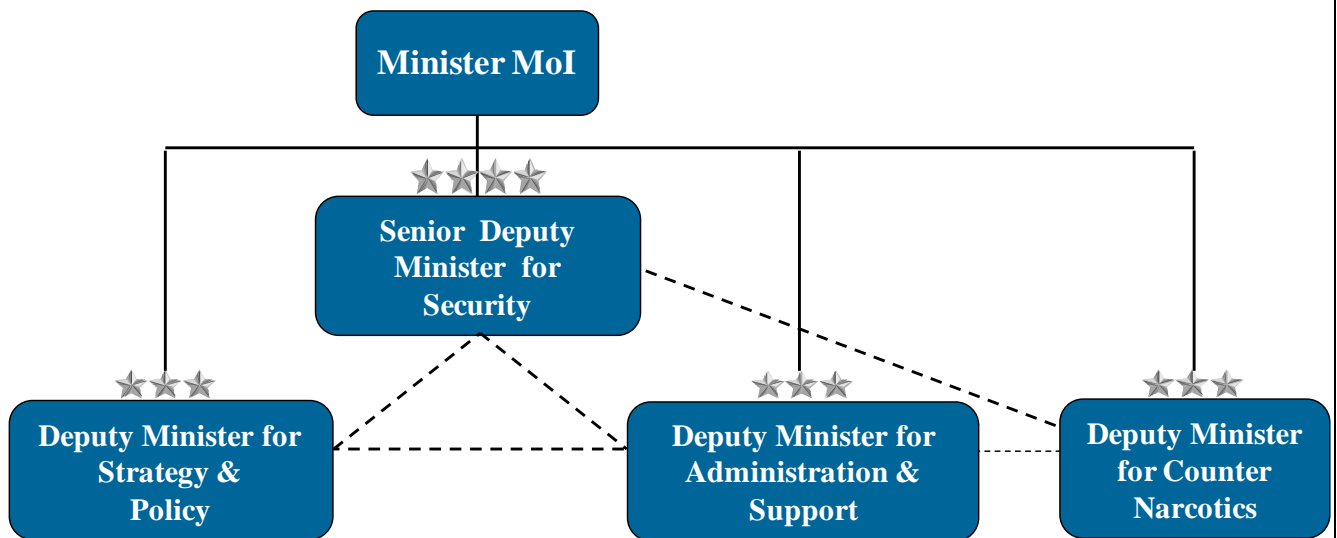 Minister MoI
Senior Deputy
Minister for
Security
Deputy Minister for
Strategy &
Policy
Deputy Minister for
Administration &
Support
Deputy Minister
for Counter
Narcotics